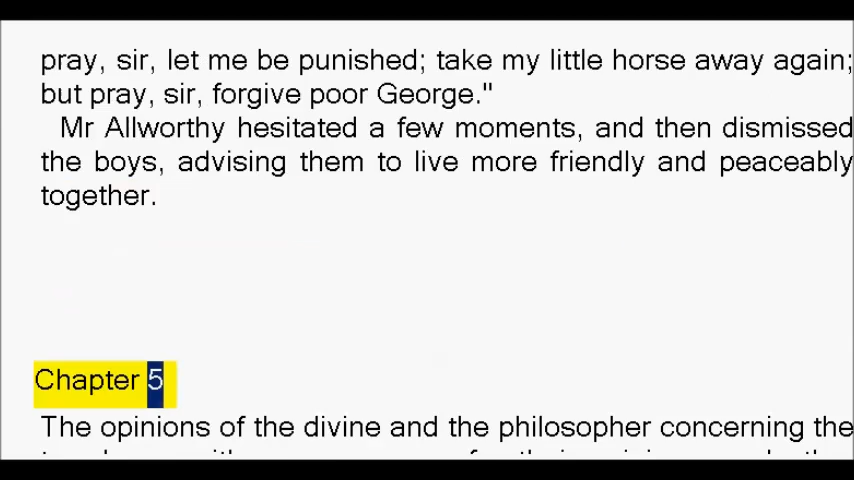 pray, sir, let me be punished; take my little horse away again;
but pray, sir, forgive poor George."
Mr Allworthy hesitated a few moments, and then dismissed
the boys, advising them to live more friendly and peaceably
together.
Chapter 5
The opinions of the divine and the philosopher concerning the